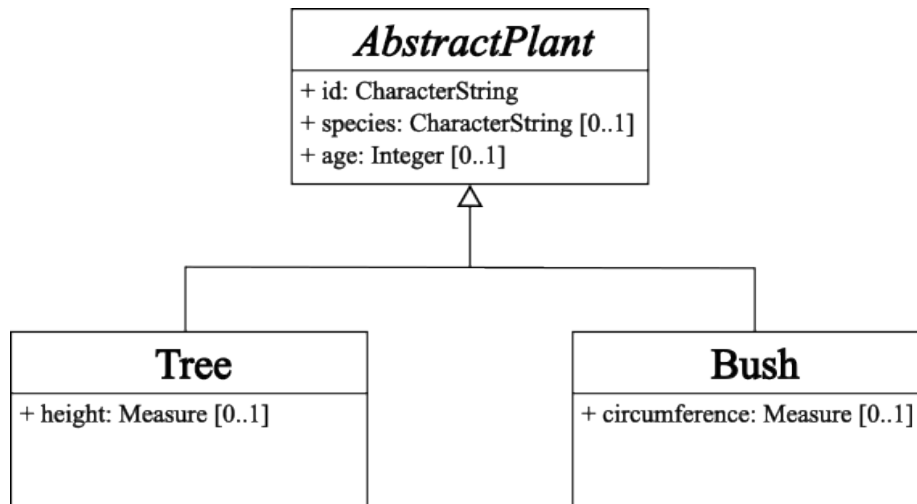 AbstractPlant
+ id: CharacterString
+ species: CharacterString [0..1]
+ age: Integer [0..1]
Tree
+ height: Measure [0..1]
Bush
+ circumference: Measure [0..1]